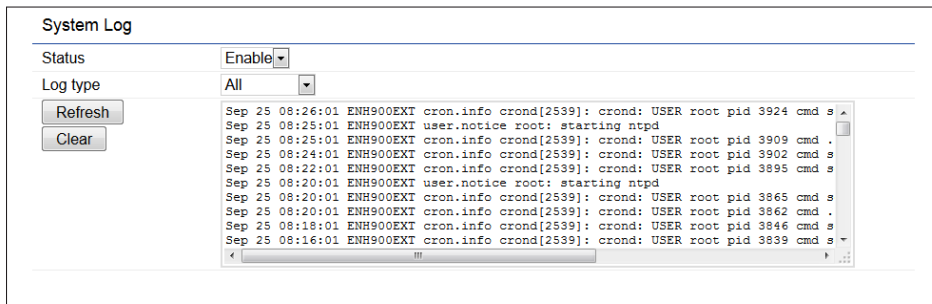 System Log
Status Enable
Log type All
Refresh
Clear
Sep 25 08:26:01 ENH900EXT cron.info crond[2539]: crond: USER root pid 3924 cmd s
Sep 25 08:25:01 ENH900EXT user.notice root: starting ntpd
Sep 25 08:25:01 ENH900EXT cron.info crond[2539]: crond: USER root pid 3909 cmd .
Sep 25 08:24:01 ENH900EXT cron.info crond[2539]: crond: USER root pid 3902 cmd s
Sep 25 08:22:01 ENH900EXT cron.info crond[2539]: crond: USER root pid 3895 cmd s
Sep 25 08:20:01 ENH900EXT user.notice root: starting ntpd
Sep 25 08:20:01 ENH900EXT cron.info crond[2539]: crond: USER root pid 3865 cmd s
Sep 25 08:20:01 ENH900EXT cron.info crond[2539]: crond: USER root pid 3862 cmd .
Sep 25 08:18:01 ENH900EXT cron.info crond[2539]: crond: USER root pid 3846 cmd s
Sep 25 08:16:01 ENH900EXT cron.info crond[2539]: crond: USER root pid 3839 cmd s